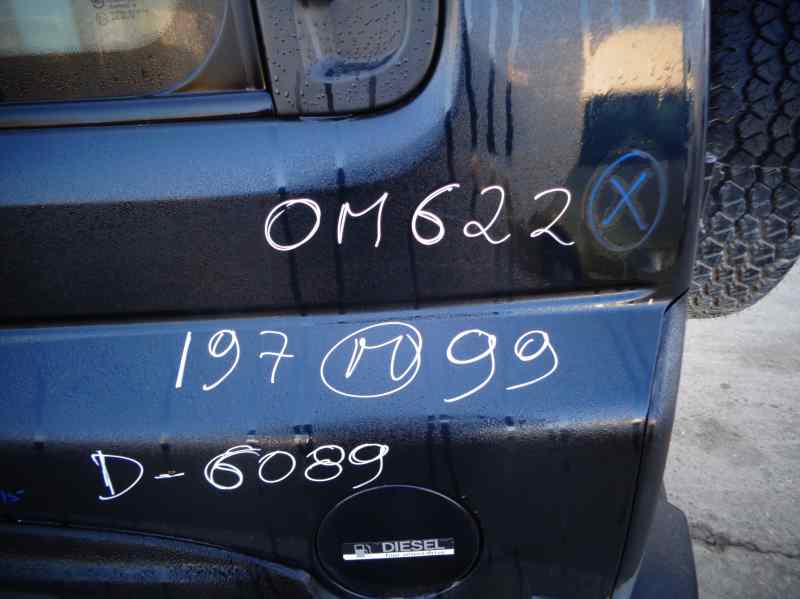 OM622 X
197 M 99
D-6089
DIESEL